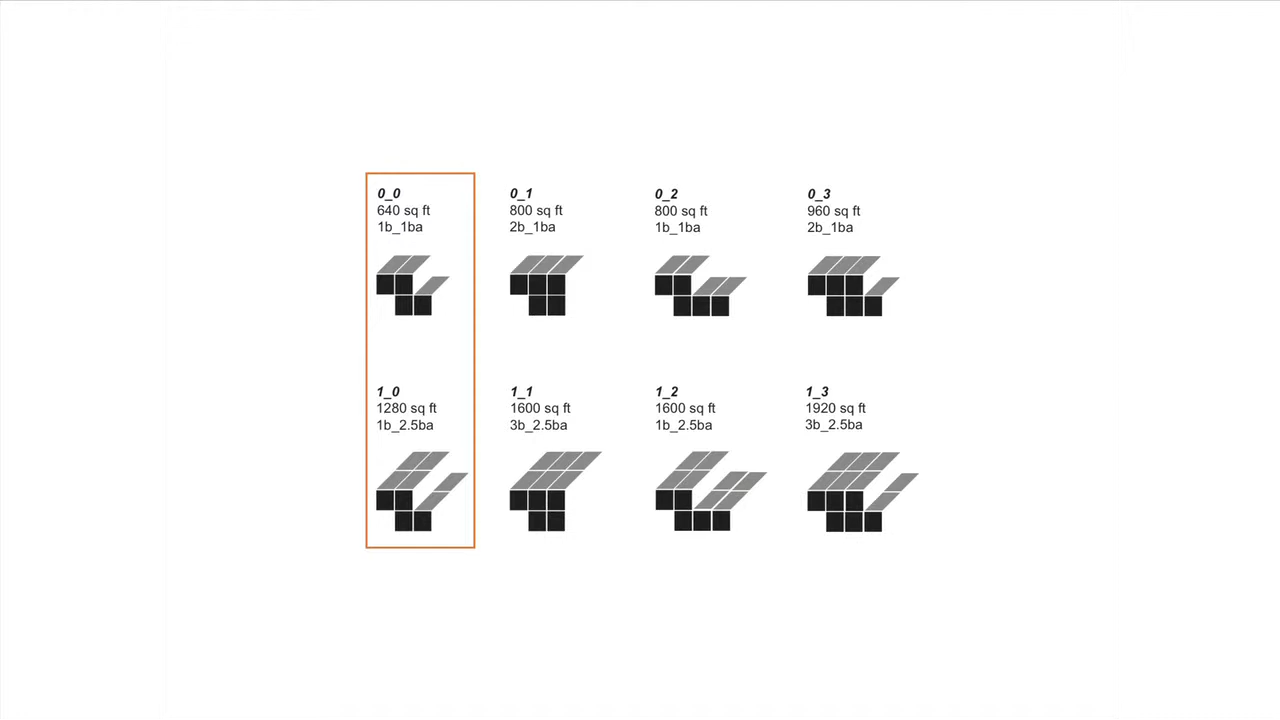 0_0
640 sq ft
1b_1ba
0_1
800 sq ft
2b_1ba
0_2
800 sq ft
1b_1ba
0_3
960 sq ft
2b_1ba
1_0
1280 sq ft
1b_2.5ba
1_1
1600 sq ft
3b_2.5ba
1_2
1600 sq ft
1b_2.5ba
1_3
1920 sq ft
3b_2.5ba